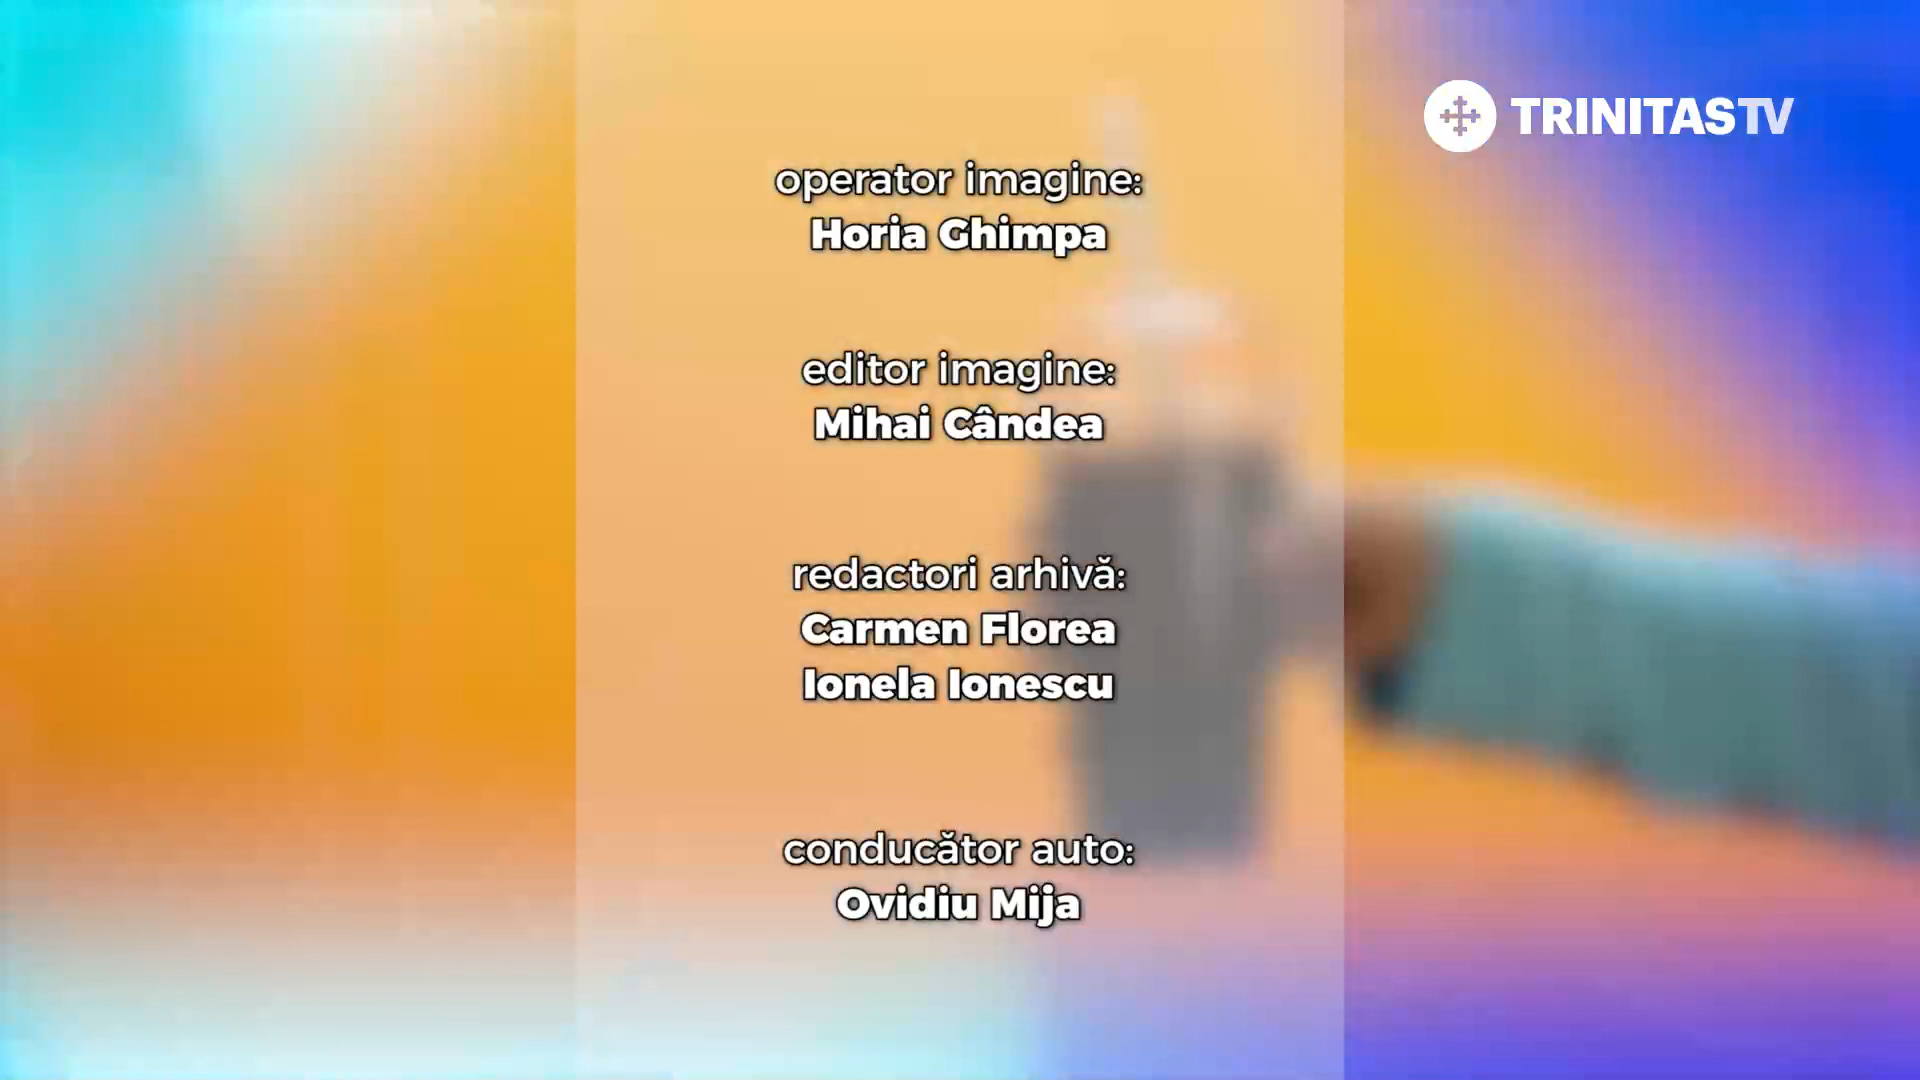 TRINITASTV
operator imagine:
Horia Ghimpa
editor imagine:
Mihai Cândea
redactori arhivă:
Carmen Florea
Ionela Ionescu
conducător auto:
Ovidiu Mija